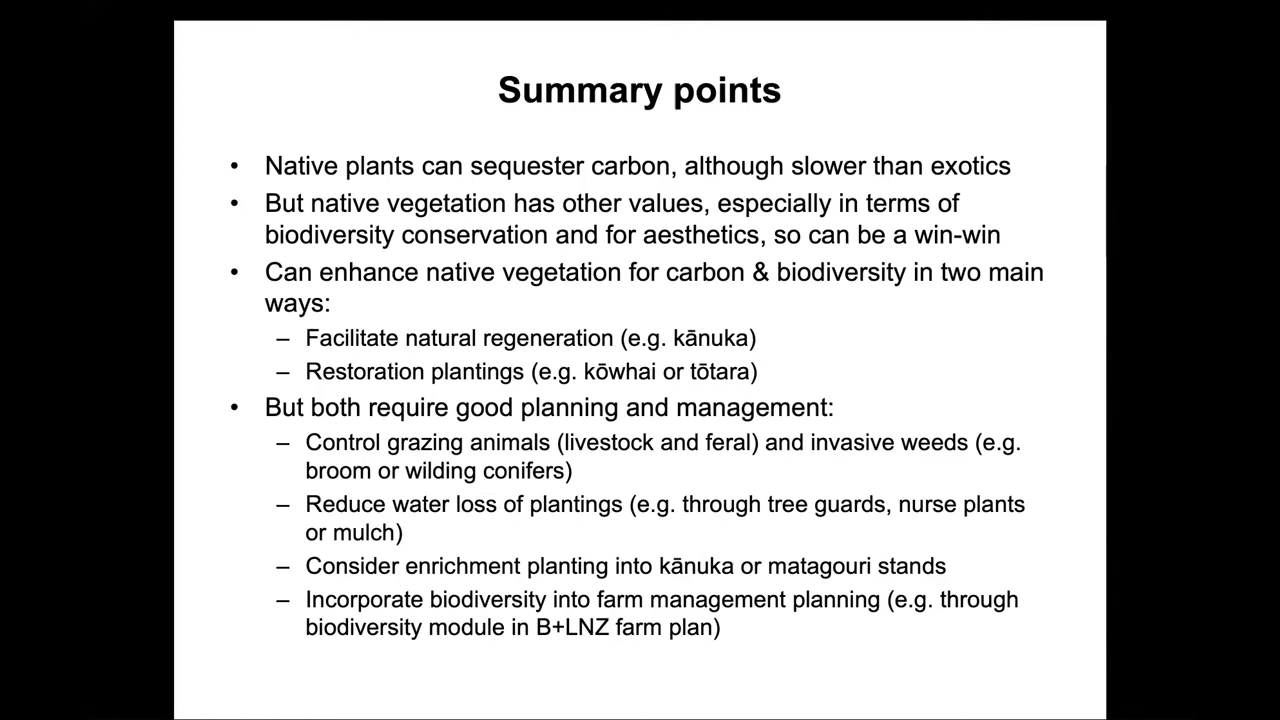 Summary points
• Native plants can sequester carbon, although slower than exotics
• But native vegetation has other values, especially in terms of
biodiversity conservation and for aesthetics, so can be a win-win
• Can enhance native vegetation for carbon & biodiversity in two main
ways:
– Facilitate natural regeneration (e.g. kānuka)
– Restoration plantings (e.g. kōwhai or tōtara)
• But both require good planning and management:
– Control grazing animals (livestock and feral) and invasive weeds (e.g.
broom or wilding conifers)
– Reduce water loss of plantings (e.g. through tree guards, nurse plants
or mulch)
– Consider enrichment planting into kānuka or matagouri stands
– Incorporate biodiversity into farm management planning (e.g. through
biodiversity module in B+LNZ farm plan)